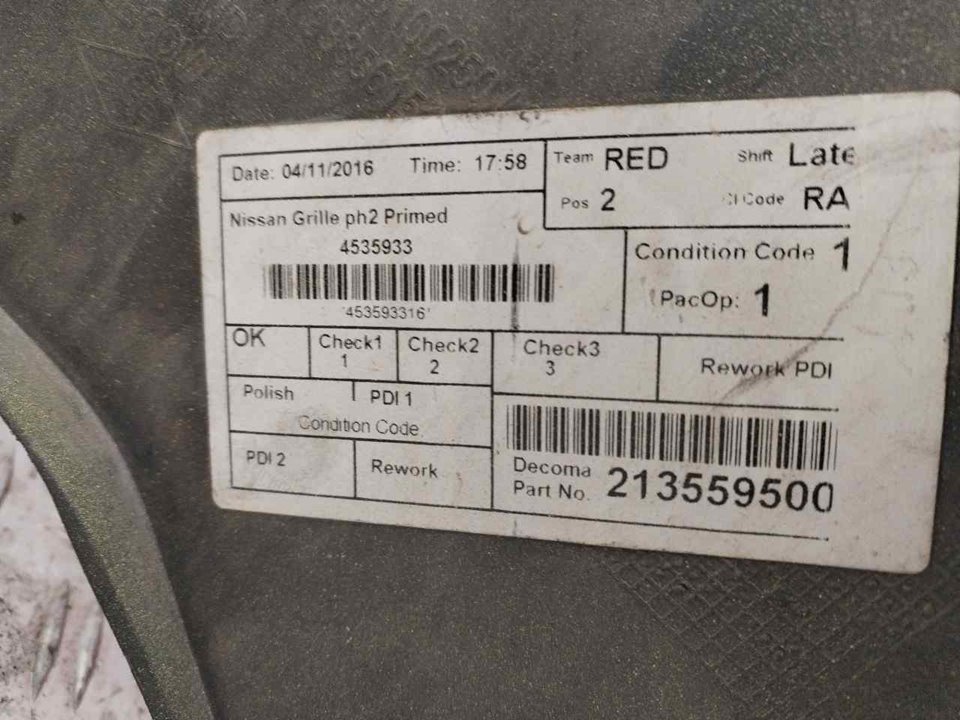 Date: 04/11/2016 Time: 17:58
Team RED Shift Late
Pos 2 Code RA
Nissan Grille ph2 Primed
4535933
453593316
Condition Code 1
PacOp: 1
OK Check1 Check2 Check3 Rework PDI
1 2 3
Polish PDI 1
Condition Code
PDI 2 Rework
Decoma
Part No. 213559500